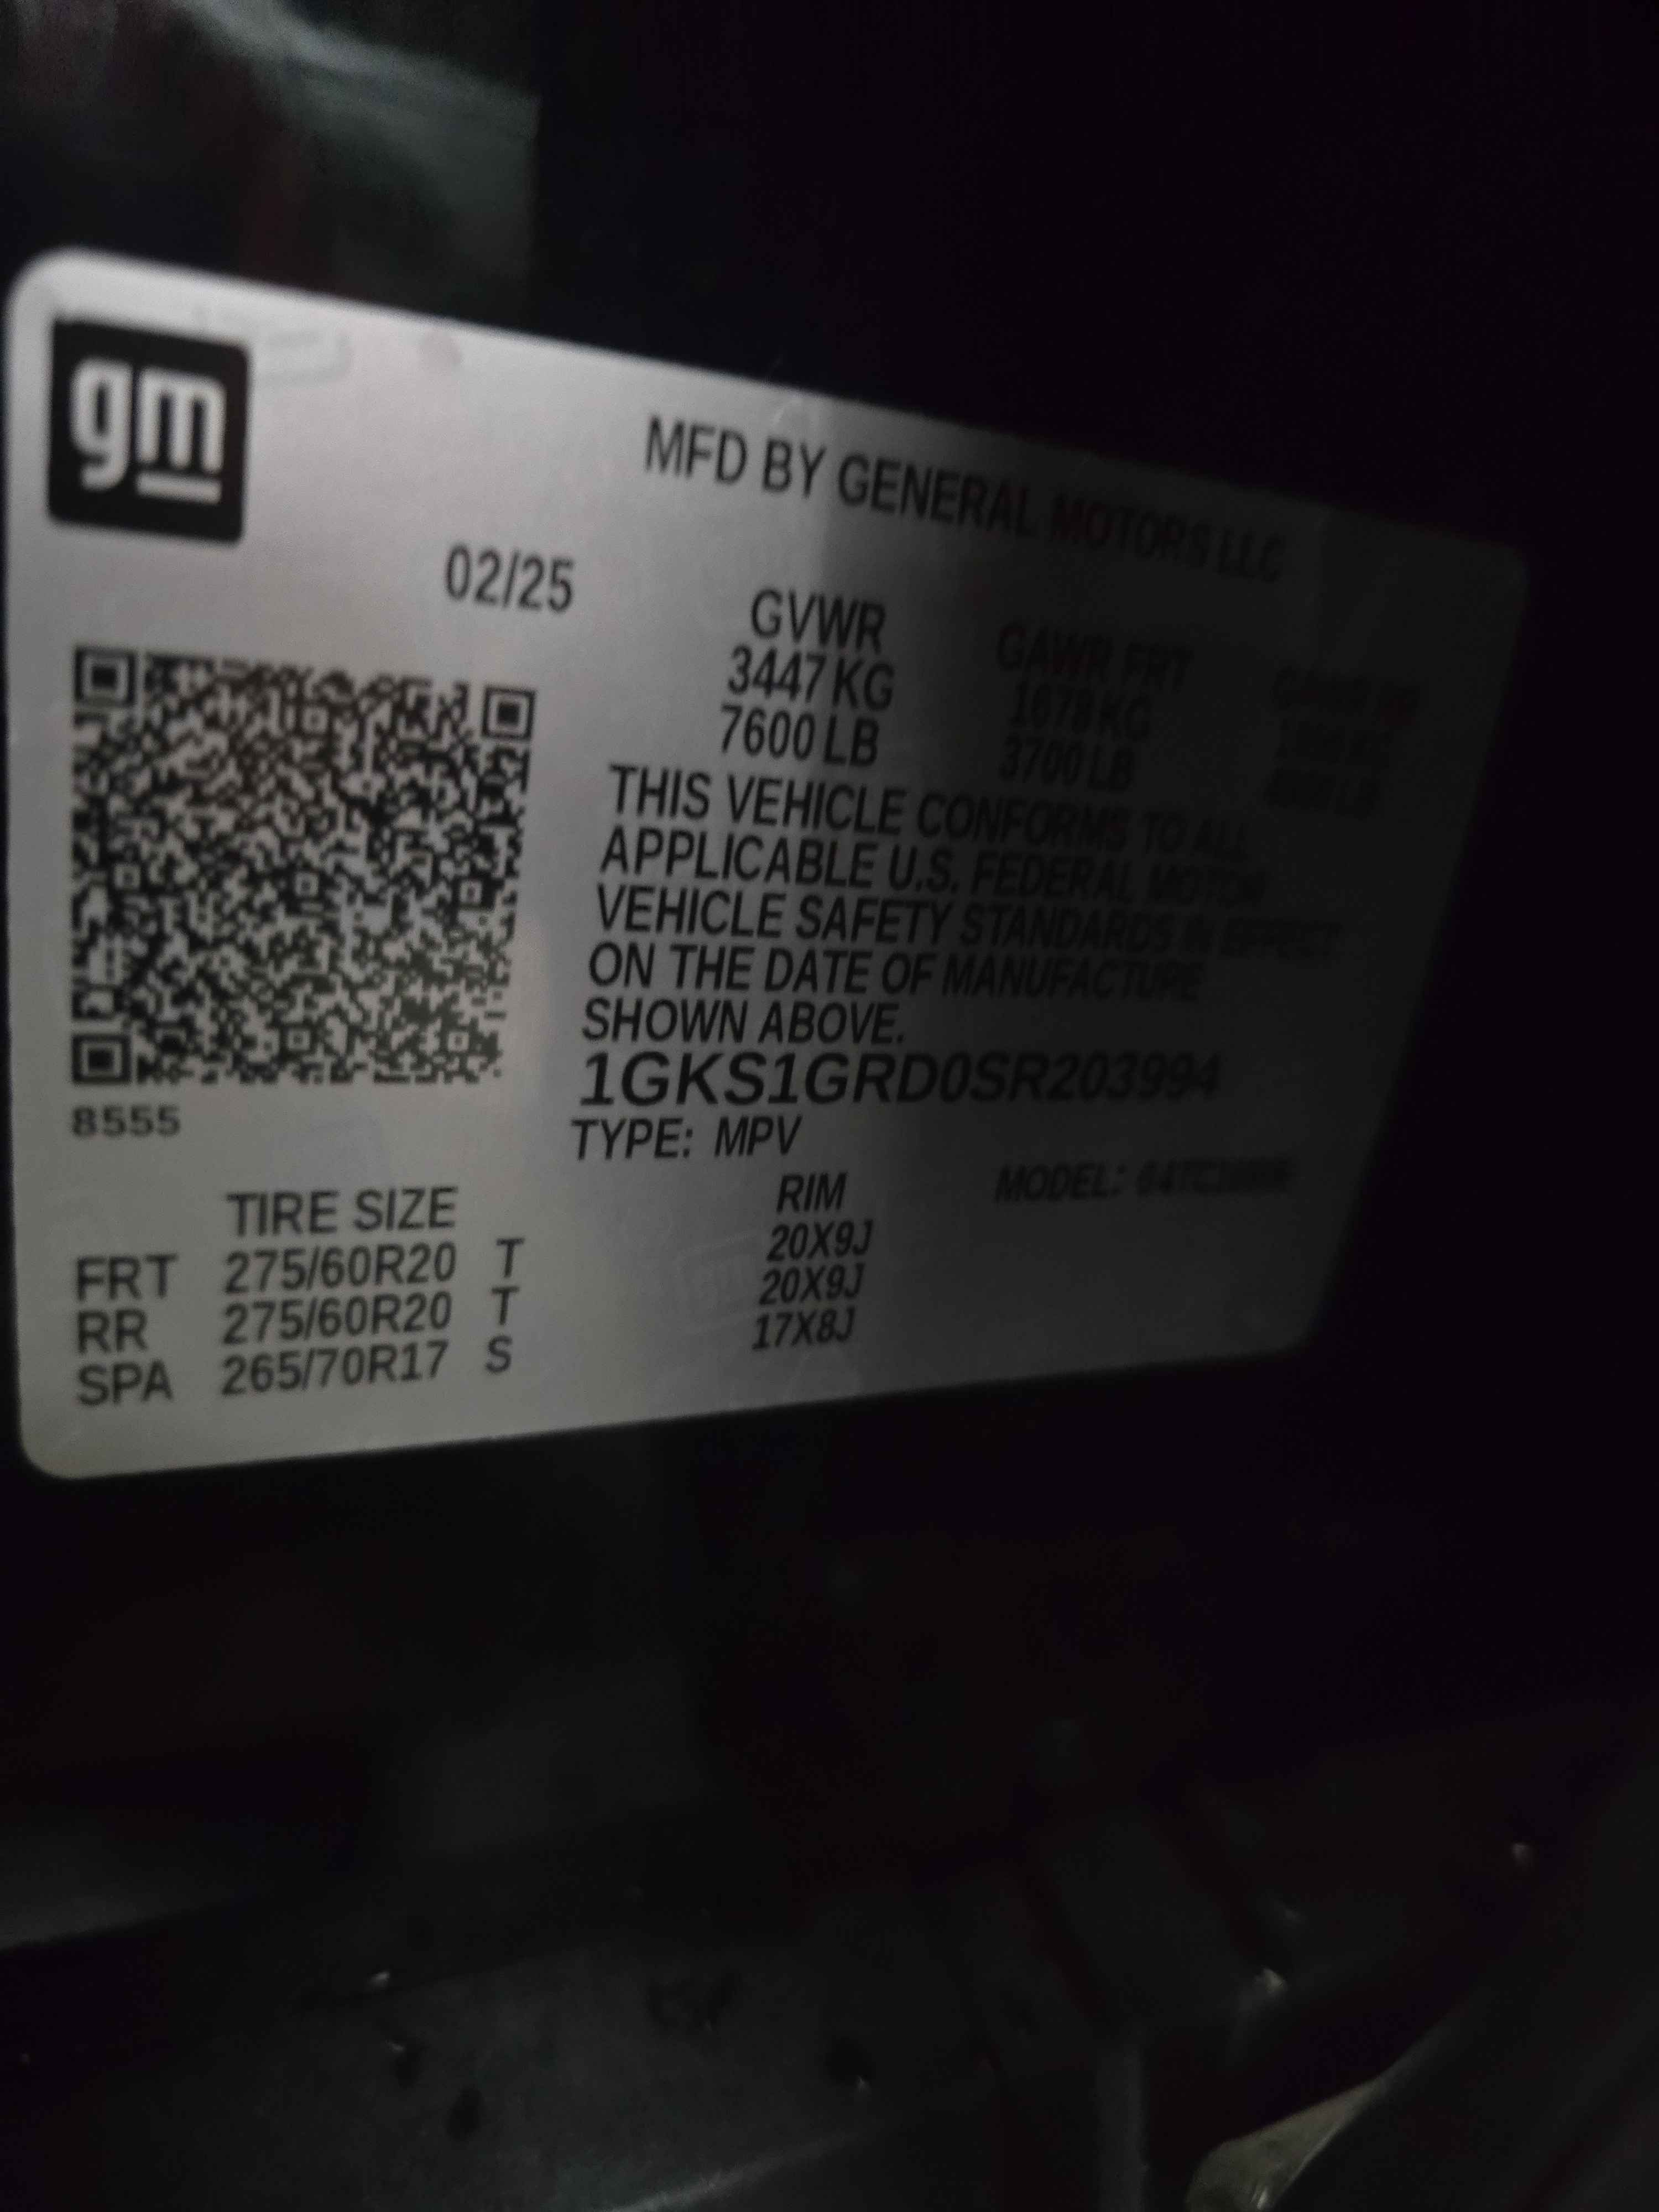 gm
MFD BY GENERAL MOTORS LLC
02/25
GVWR GAWR FRT
3447 KG 1678 KG
7600 LB 3700 LB
THIS VEHICLE CONFORMS TO ALL
APPLICABLE U.S. FEDERAL MOTOR
VEHICLE SAFETY STANDARDS IN EFFECT
ON THE DATE OF MANUFACTURE
SHOWN ABOVE.
1GKS1GRD0SR203994
8555
TYPE: MPV MODEL:
TIRE SIZE RIM
FRT 275/60R20 T 20X9J
RR 275/60R20 T 20X9J
SPA 265/70R17 S 17X8J